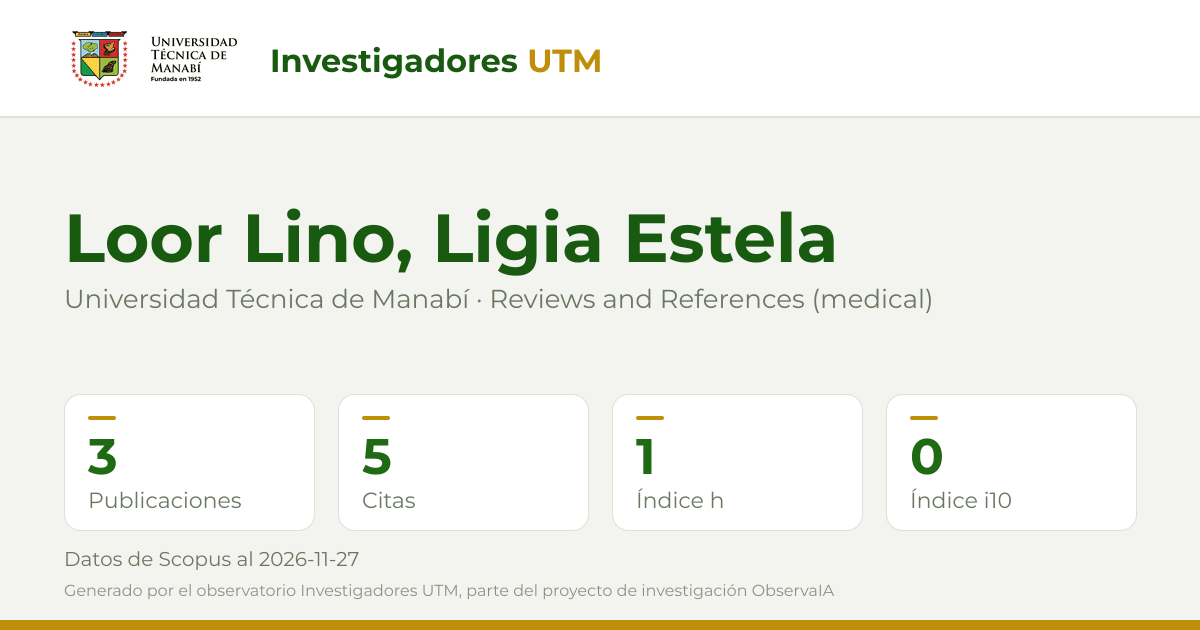 UNIVERSIDAD
TÉCNICA DE
MANABÍ
Fundada en 1952
Investigadores UTM
Loor Lino, Ligia Estela
Universidad Técnica de Manabí · Reviews and References (medical)
3
Publicaciones
5
Citas
1
Índice h
0
Índice i10
Datos de Scopus al 2026-11-27
Generado por el observatorio Investigadores UTM, parte del proyecto de investigación ObservaIA